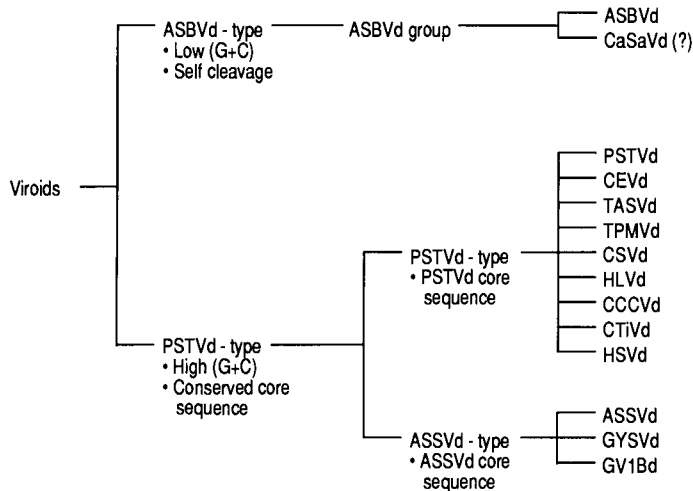 ASBVd - type
• Low (G+C)
• Self cleavage
ASBVd group
ASBVd
CaSaVd (?)
Viroids
PSTVd - type
• High (G+C)
• Conserved core
sequence
PSTVd - type
• PSTVd core
sequence
PSTVd
CEVd
TASVd
TPMVd
CSVd
HLVd
CCCVd
CTiVd
HSVd
ASSVd - type
• ASSVd core
sequence
ASSVd
GYSVd
GV1Bd